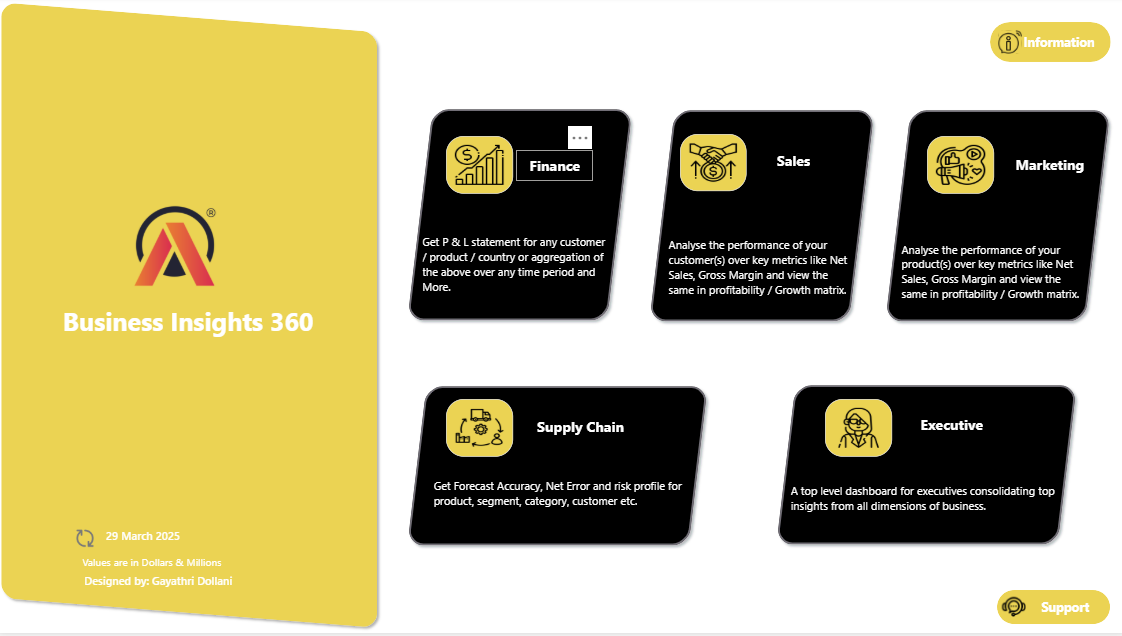 Business Insights 360
29 March 2025
Values are in Dollars & Millions
Designed by: Gayathri Dollani
Information
Finance
Get P & L statement for any customer
/ product / country or aggregation of
the above over any time period and
More.
Sales
Analyse the performance of your
customer(s) over key metrics like Net
Sales, Gross Margin and view the
same in profitability / Growth matrix.
Marketing
Analyse the performance of your
product(s) over key metrics like Net
Sales, Gross Margin and view the
same in profitability / Growth matrix.
Supply Chain
Get Forecast Accuracy, Net Error and risk profile for
product, segment, category, customer etc.
Executive
A top level dashboard for executives consolidating top
insights from all dimensions of business.
Support